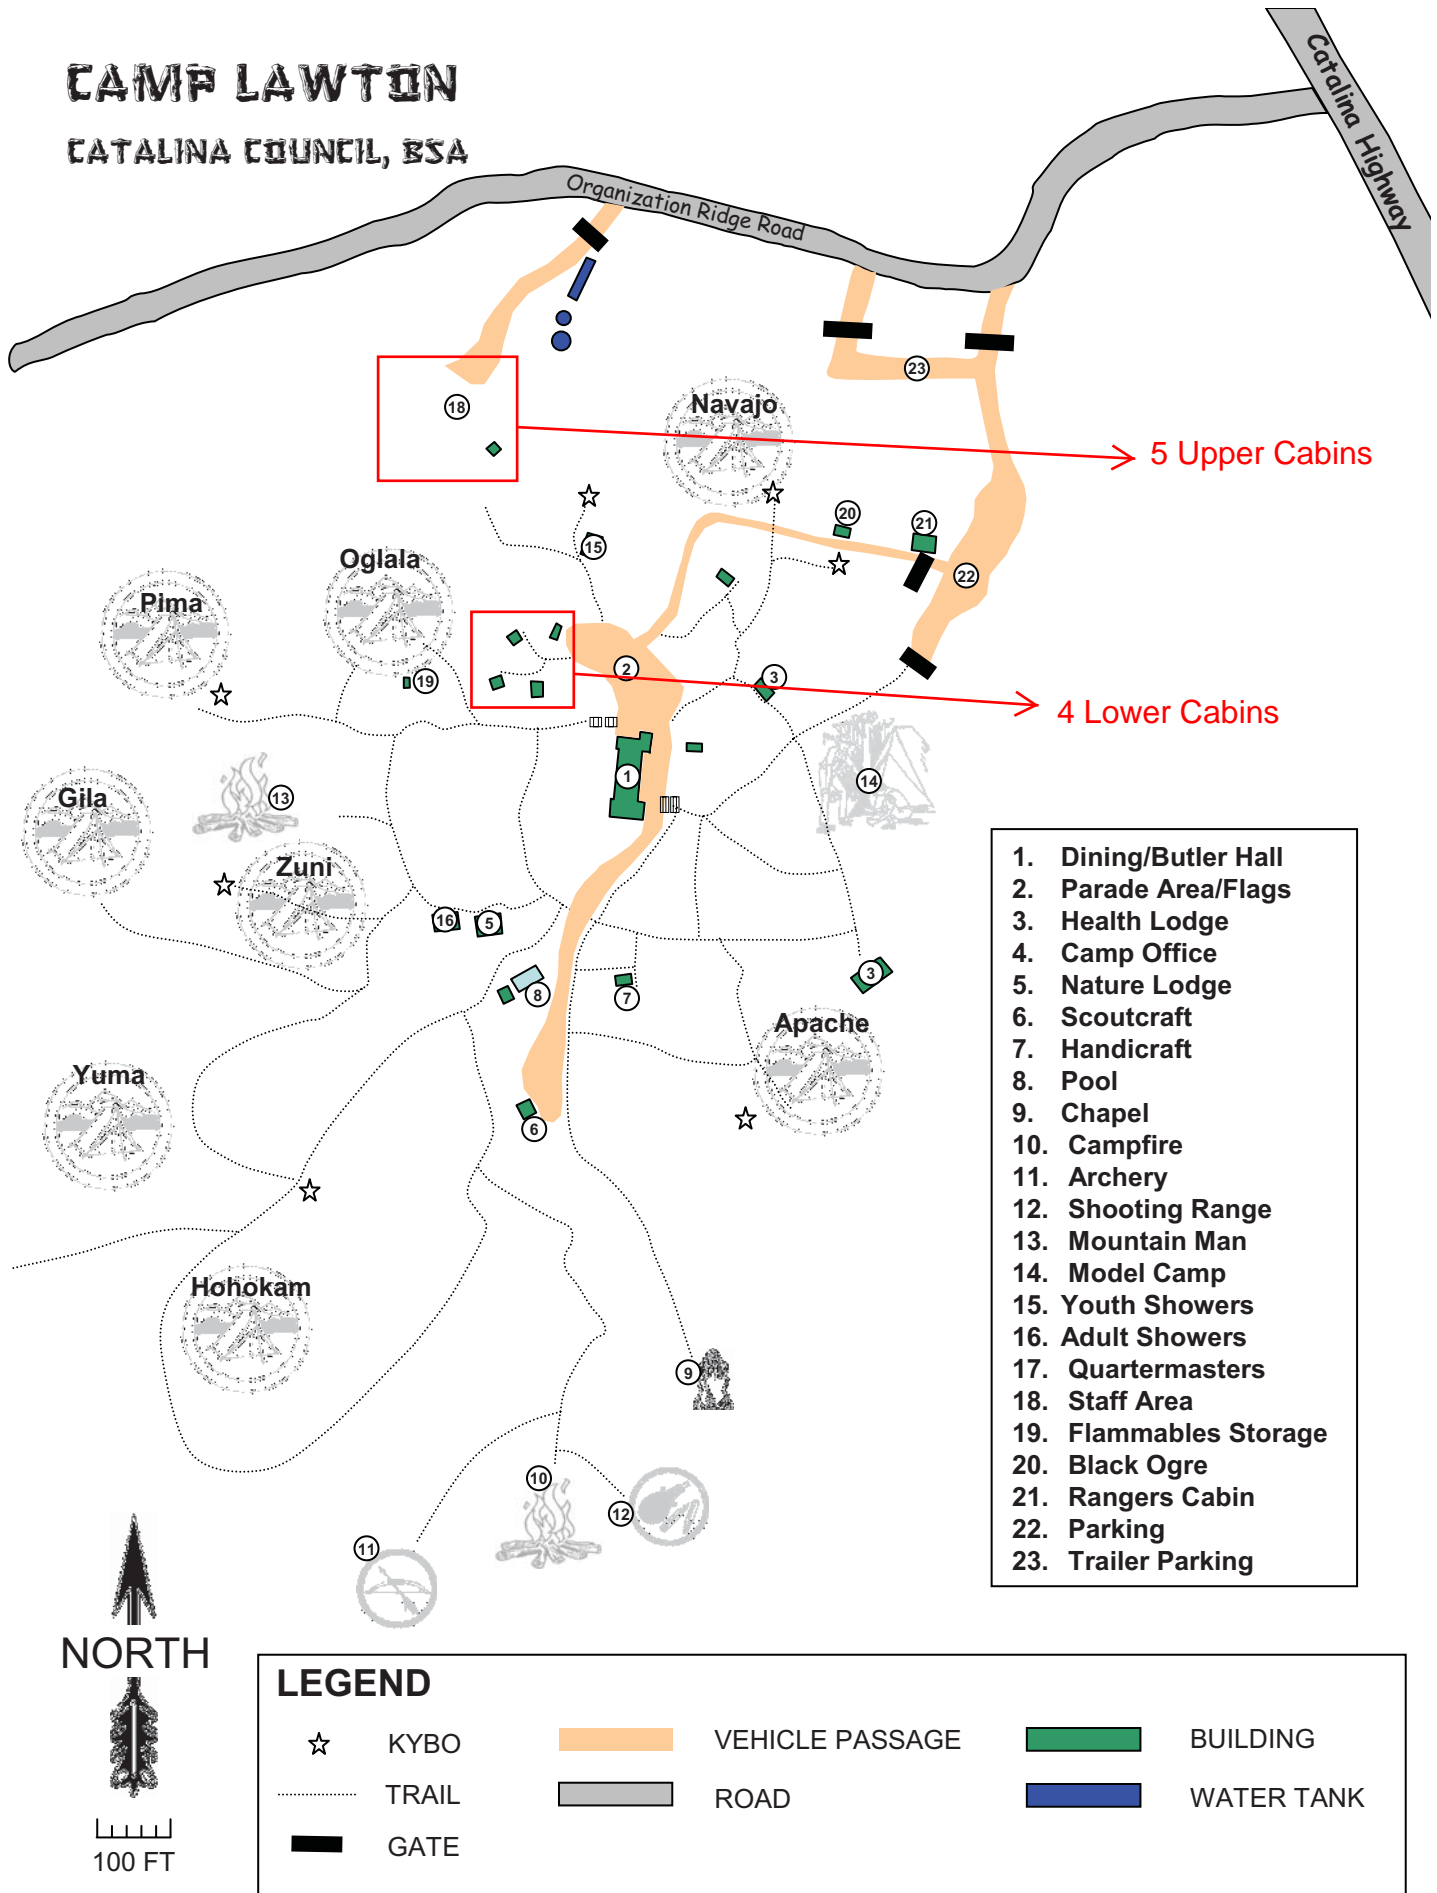 CAMP LAWTON
CATALINA COUNCIL, BSA
Catalina Highway
Organization Ridge Road
23
18
Navajo
5 Upper Cabins
20
21
15
Oglala
22
Pima
2
3
19
4 Lower Cabins
1
14
Gila
13
Zuni
16
5
3
8
7
Apache
Yuma
6
Hohokam
9
10
12
11
1. Dining/Butler Hall
2. Parade Area/Flags
3. Health Lodge
4. Camp Office
5. Nature Lodge
6. Scoutcraft
7. Handicraft
8. Pool
9. Chapel
10. Campfire
11. Archery
12. Shooting Range
13. Mountain Man
14. Model Camp
15. Youth Showers
16. Adult Showers
17. Quartermasters
18. Staff Area
19. Flammables Storage
20. Black Ogre
21. Rangers Cabin
22. Parking
23. Trailer Parking
NORTH
100 FT
LEGEND
KYBO
VEHICLE PASSAGE
BUILDING
TRAIL
ROAD
WATER TANK
GATE